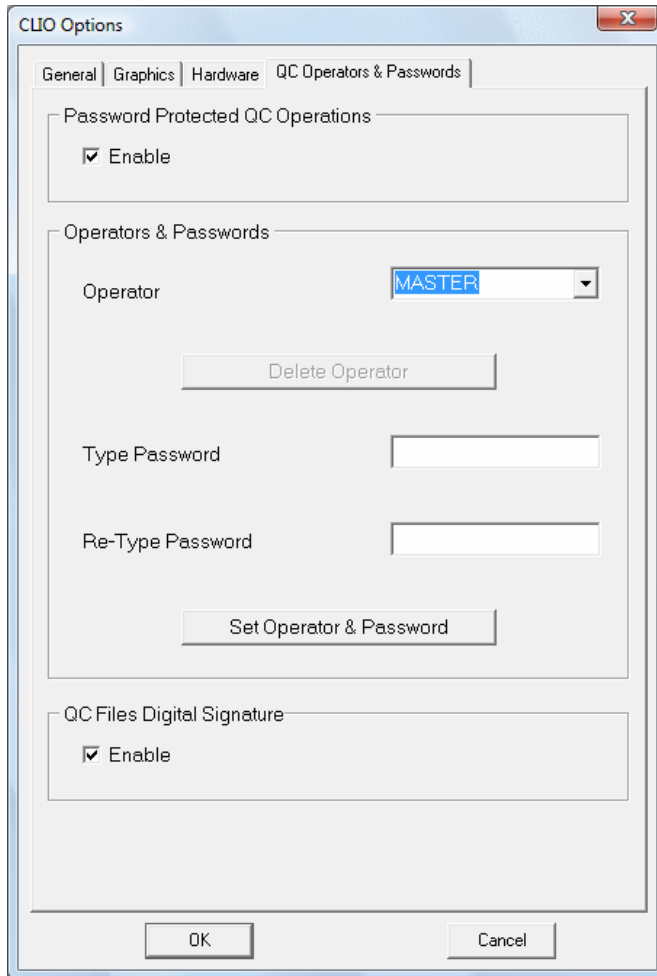 CLIO Options
General Graphics Hardware QC Operators & Passwords
Password Protected QC Operations
Enable
Operators & Passwords
Operator MASTER
Delete Operator
Type Password
Re-Type Password
Set Operator & Password
QC Files Digital Signature
Enable
OK Cancel